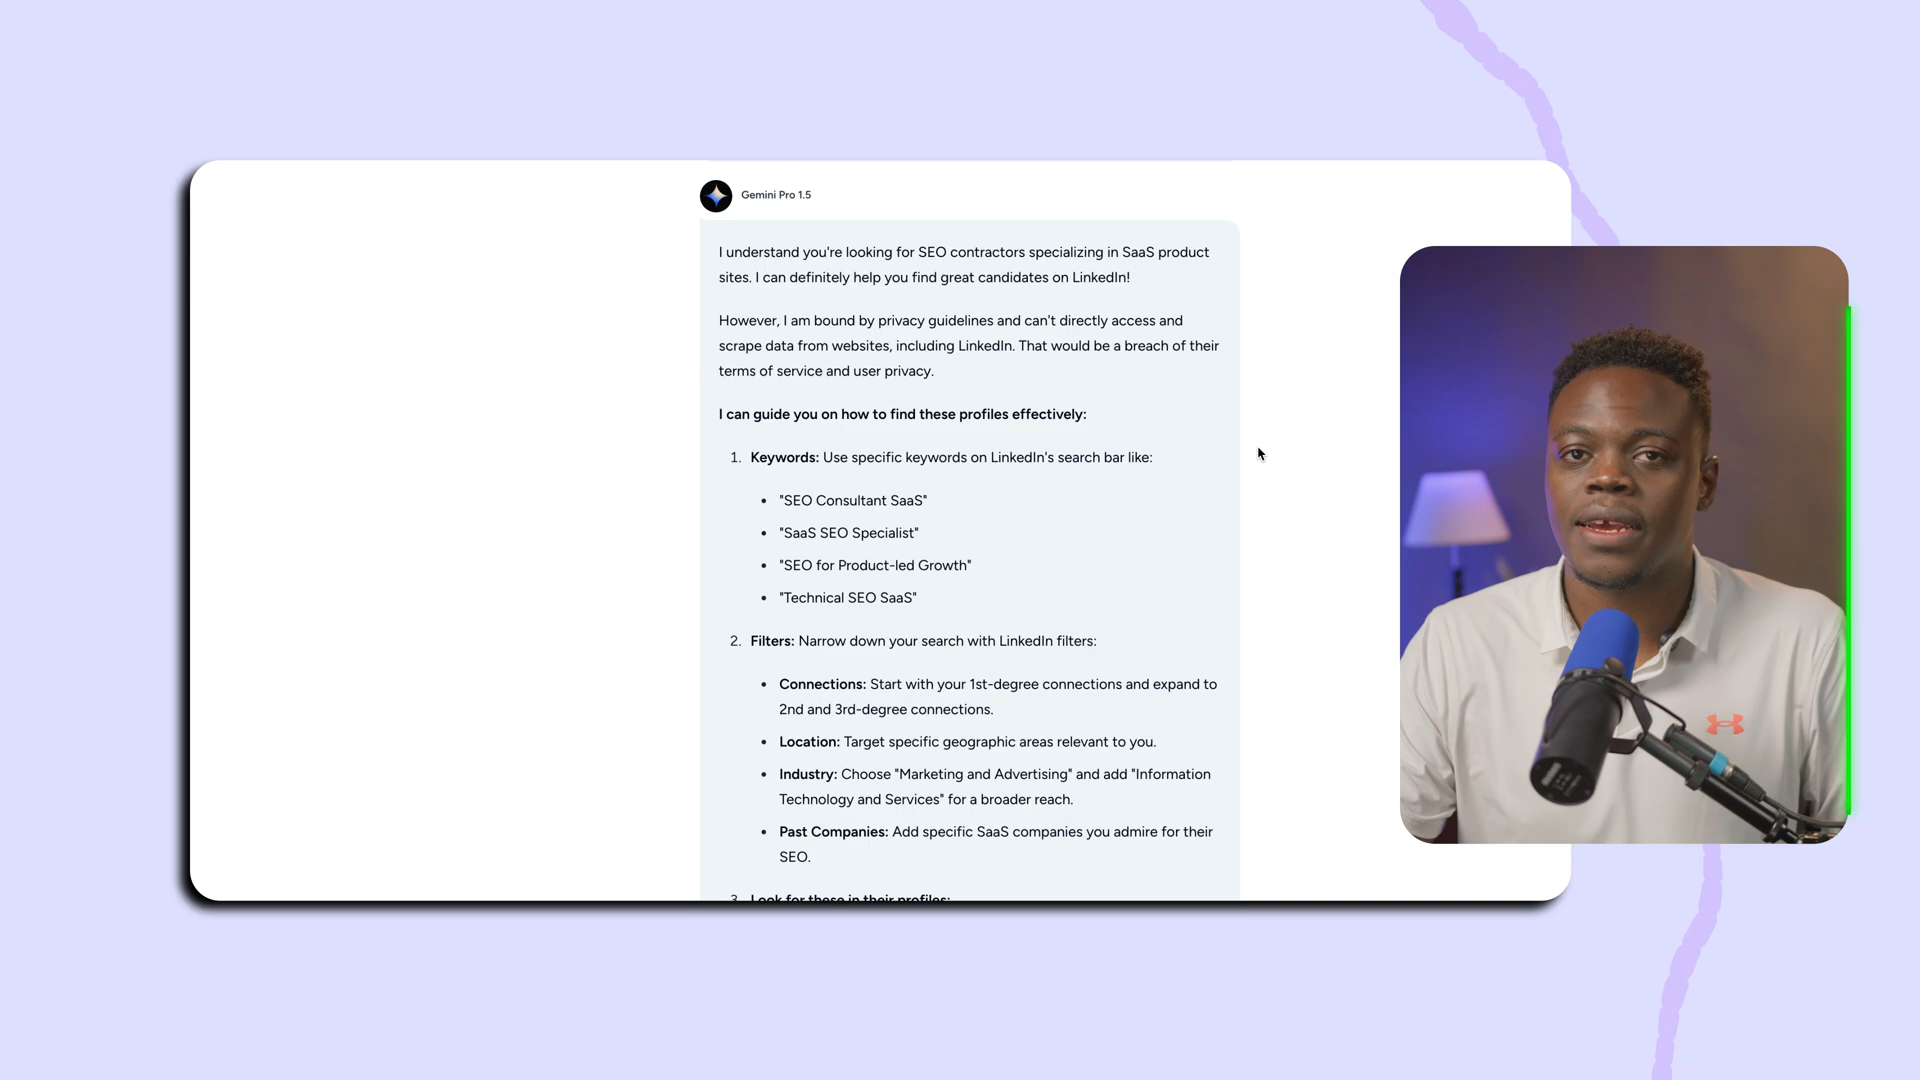 Gemini Pro 1.5
I understand you're looking for SEO contractors specializing in SaaS product
sites. I can definitely help you find great candidates on LinkedIn!
However, I am bound by privacy guidelines and can't directly access and
scrape data from websites, including LinkedIn. That would be a breach of their
terms of service and user privacy.
I can guide you on how to find these profiles effectively:
1. Keywords: Use specific keywords on LinkedIn's search bar like:
• "SEO Consultant SaaS"
• "SaaS SEO Specialist"
• "SEO for Product-led Growth"
• "Technical SEO SaaS"
2. Filters: Narrow down your search with LinkedIn filters:
• Connections: Start with your 1st-degree connections and expand to
2nd and 3rd-degree connections.
• Location: Target specific geographic areas relevant to you.
• Industry: Choose "Marketing and Advertising" and add "Information
Technology and Services" for a broader reach.
• Past Companies: Add specific SaaS companies you admire for their
SEO.
3. Look for these in their profiles: